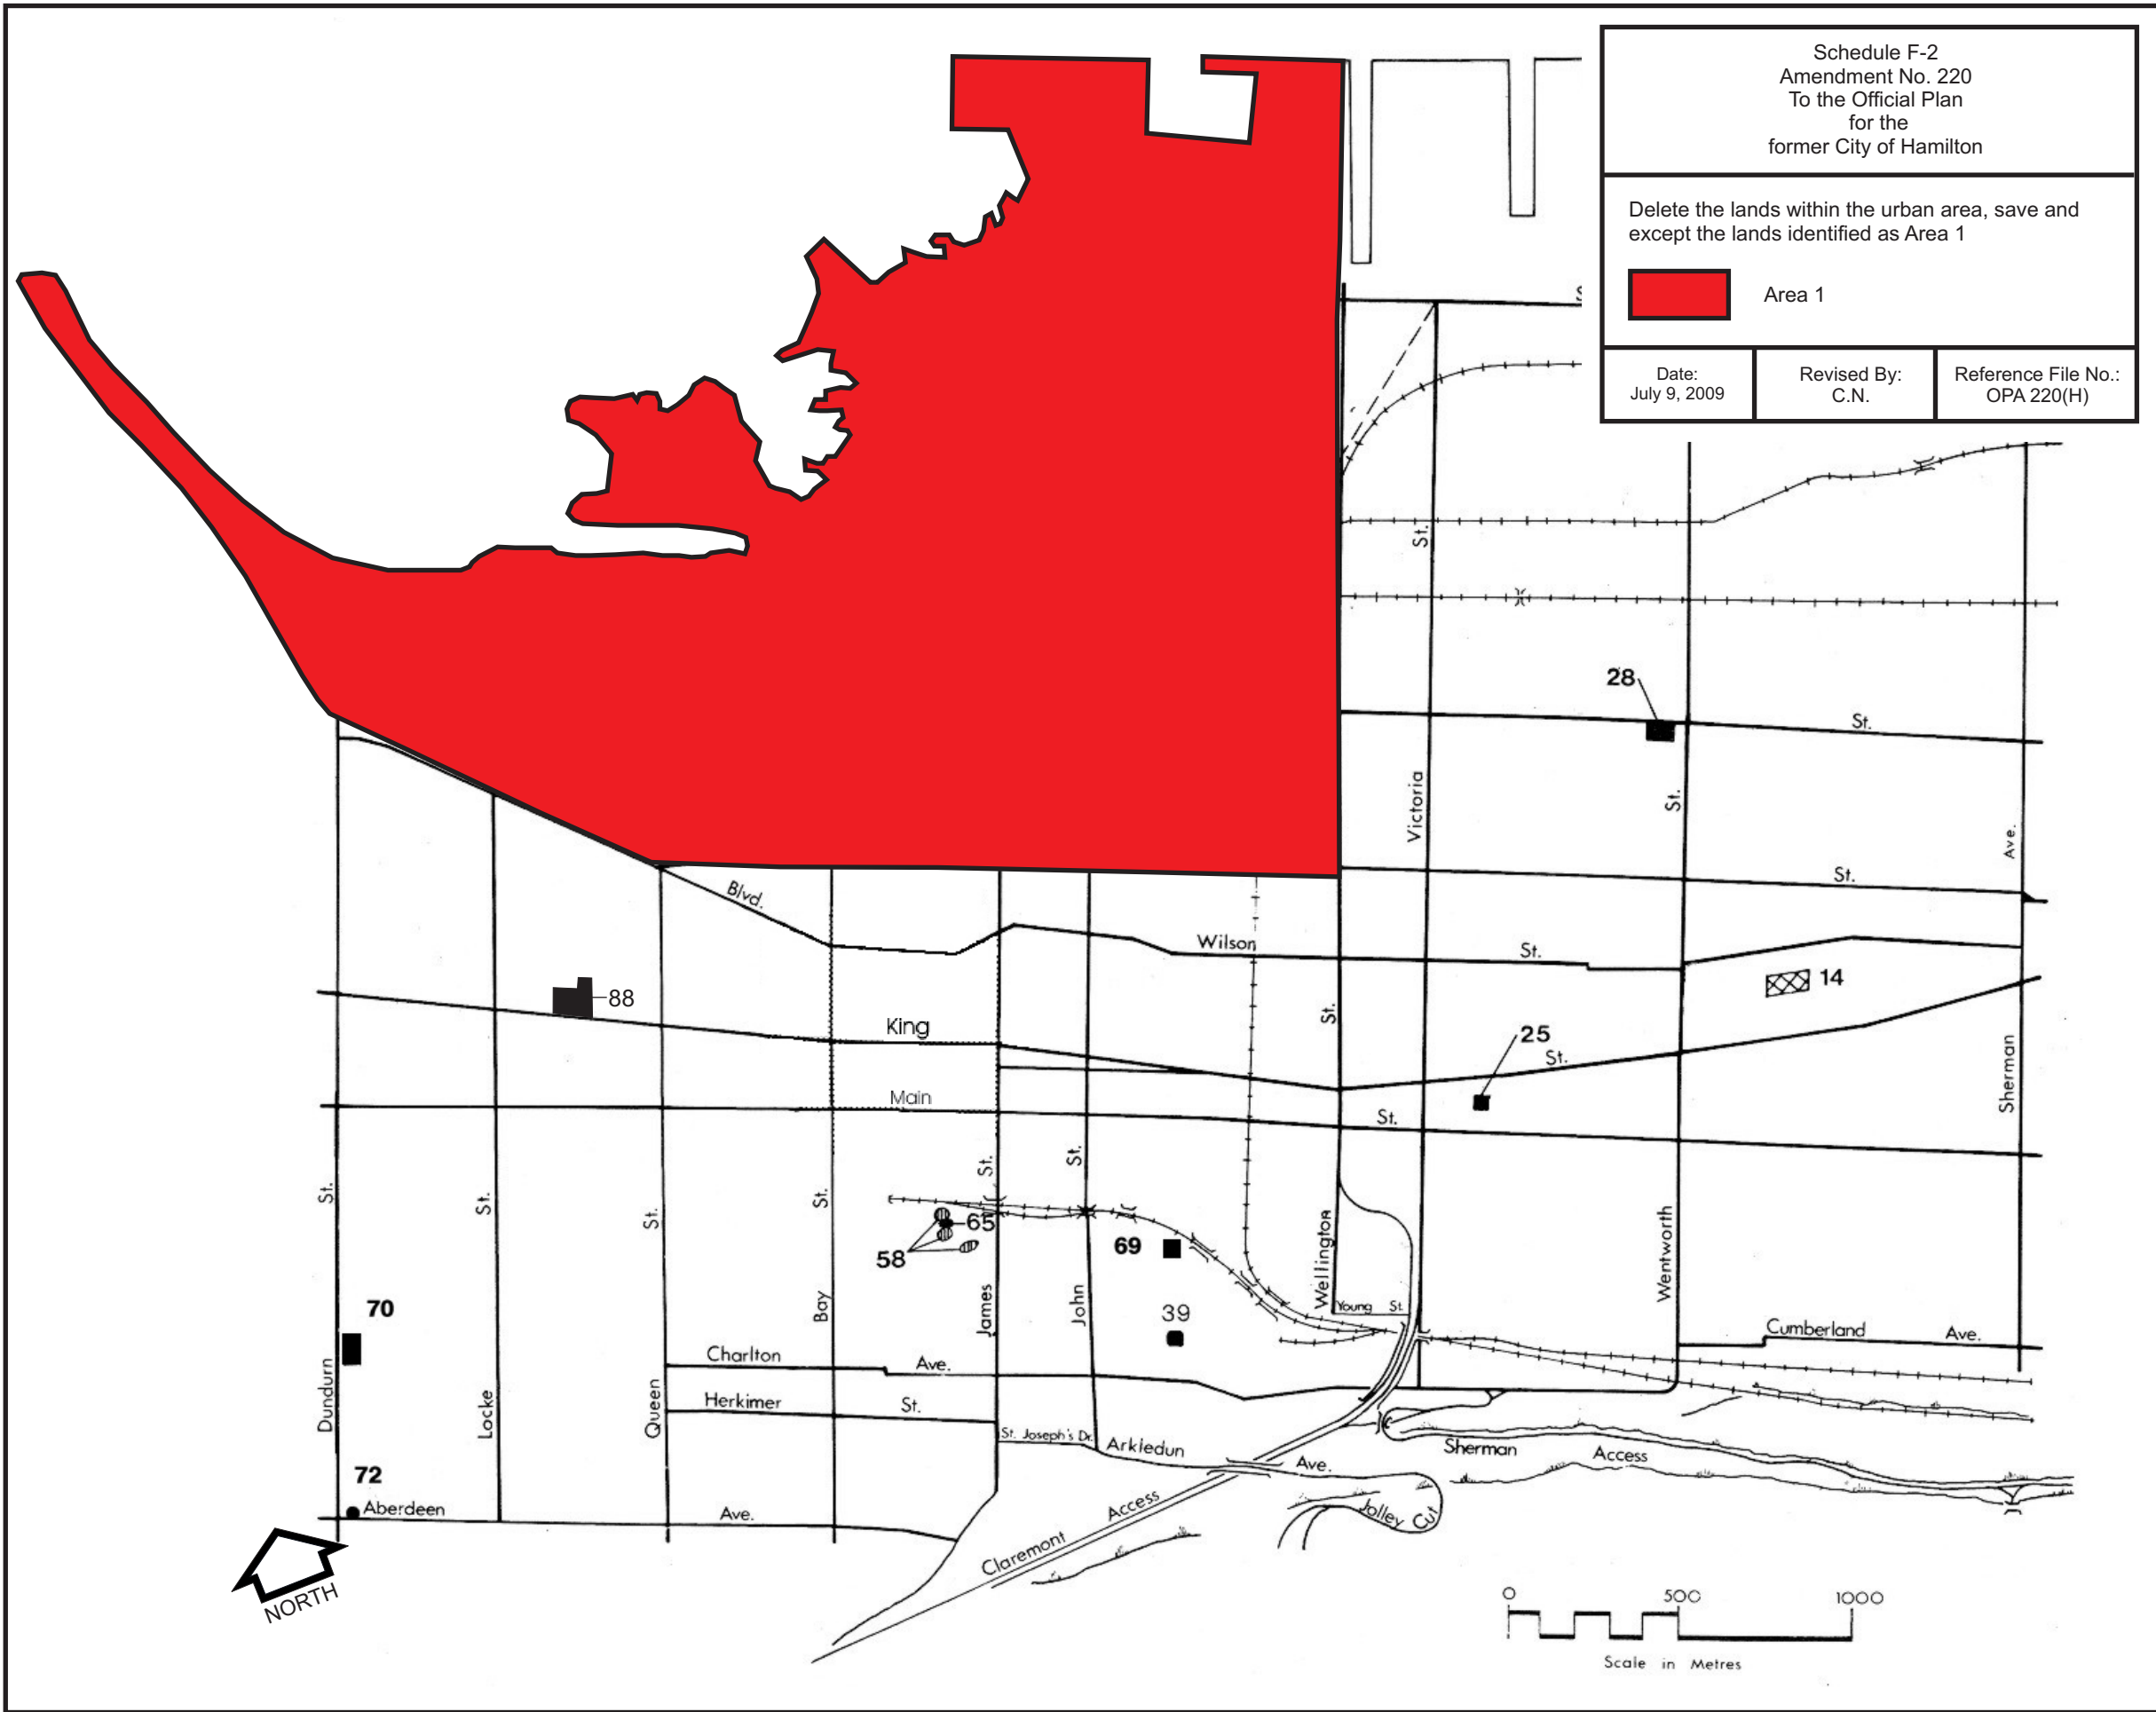 Schedule F-2
Amendment No. 220
To the Official Plan
for the
former City of Hamilton
Delete the lands within the urban area, save and
except the lands identified as Area 1
Area 1
Date:
July 9, 2009
Revised By:
C.N.
Reference File No.:
OPA 220(H)
St.
28
St.
Victoria
St.
Ave.
St.
Blvd.
Wilson
St.
14
88
King
St.
25
St.
Main
St.
Sherman
St.
St.
St.
St.
St.
St.
65
58
69
Wellington
Wentworth
70
Bay
James
John
39
Young St.
Cumberland Ave.
Dundurn
Locke
Queen
Charlton Ave.
Herkimer St.
St. Joseph's Dr.
Arkledun Ave.
Sherman Access
72
Aberdeen Ave.
Claremont Access
Jolley Cut
NORTH
0 500 1000
Scale in Metres